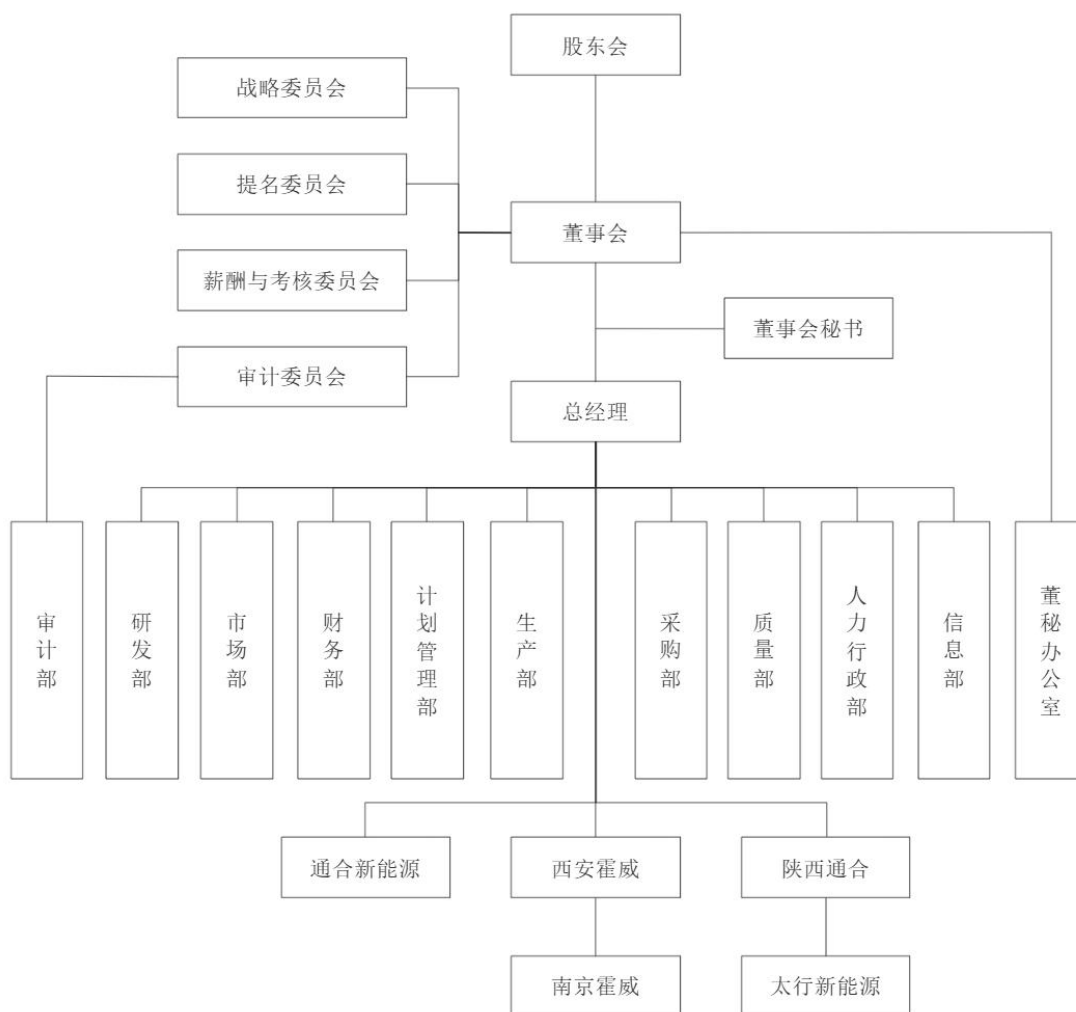 股东会
战略委员会
提名委员会
董事会
薪酬与考核委员会
董事会秘书
审计委员会
总经理
审计部
研发部
市场部
财务部
计划管理部
生产部
采购部
质量部
人力行政部
信息部
董秘办公室
通合新能源
西安霍威
陕西通合
南京霍威
太行新能源